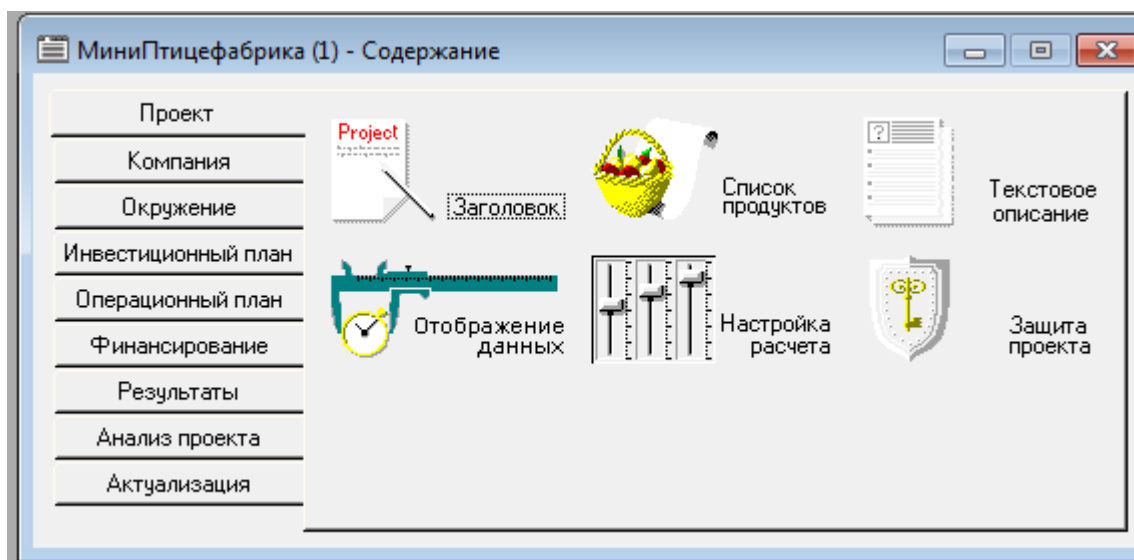 МиниПтицефабрика (1) - Содержание
Проект
Компания
Окружение
Инвестиционный план
Операционный план
Финансирование
Результаты
Анализ проекта
Актуализация
Project
Заголовок
Список
продуктов
?
Текстовое
описание
Отображение
данных
Настройка
расчета
Защита
проекта